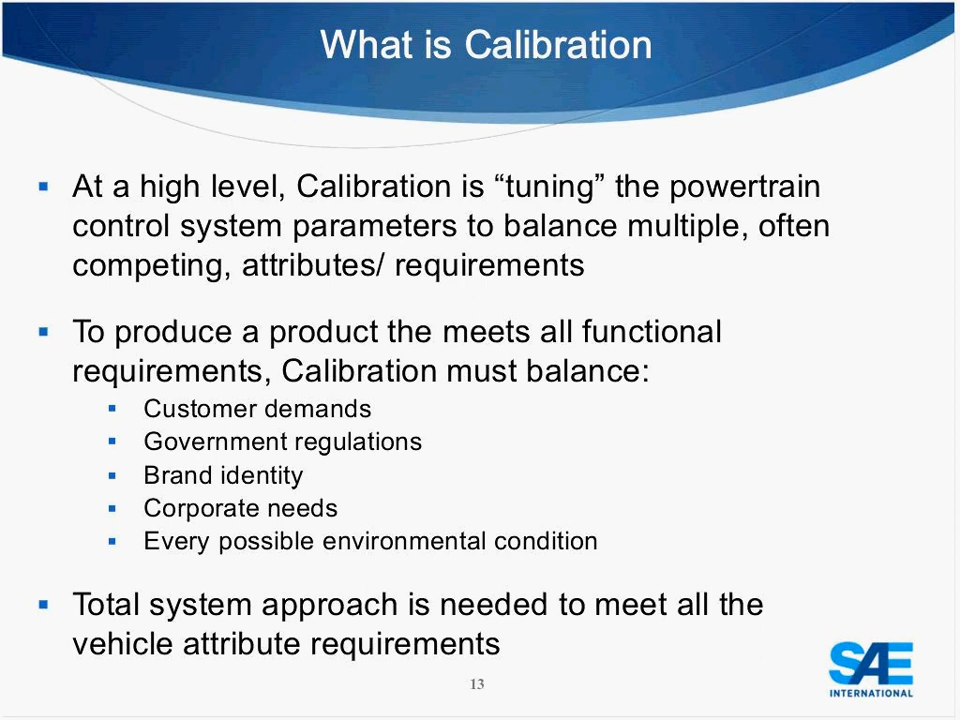 What is Calibration
▪ At a high level, Calibration is “tuning” the powertrain
control system parameters to balance multiple, often
competing, attributes/ requirements
▪ To produce a product the meets all functional
requirements, Calibration must balance:
▪ Customer demands
▪ Government regulations
▪ Brand identity
▪ Corporate needs
▪ Every possible environmental condition
▪ Total system approach is needed to meet all the
vehicle attribute requirements
13
SAE
INTERNATIONAL